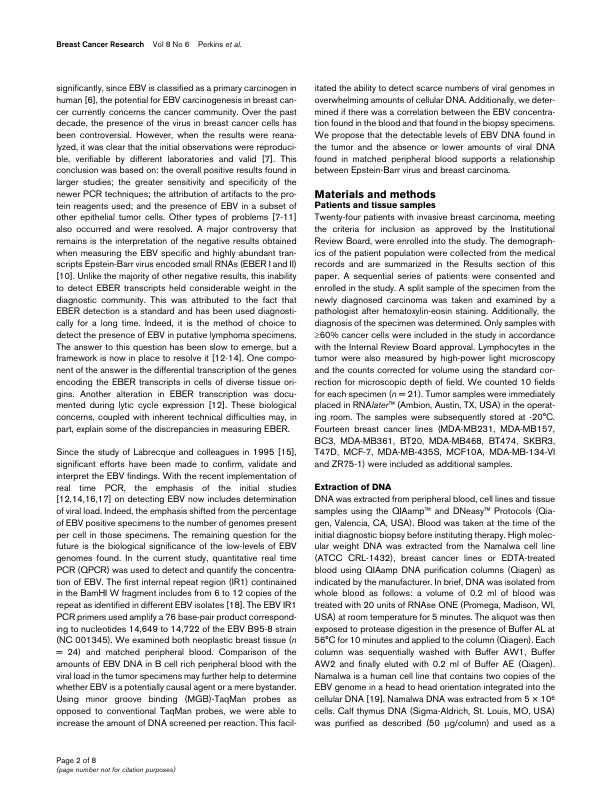 Breast Cancer Research    Vol 8 No 6    Perkins et al.
significantly, since EBV is classified as a primary carcinogen in
human [6], the potential for EBV carcinogenesis in breast can-
cer currently concerns the cancer community. Over the past
decade, the presence of the virus in breast cancer cells has
been controversial. However, when the results were reana-
lyzed, it was clear that the initial observations were reproduci-
ble, verifiable by different laboratories and valid [7]. This
conclusion was based on: the overall positive results found in
larger studies; the greater sensitivity and specificity of the
newer PCR techniques; the attribution of artifacts to the pro-
tein reagents used; and the presence of EBV in a subset of
other epithelial tumor cells. Other types of problems [7-11]
also occurred and were resolved. A major controversy that
remains is the interpretation of the negative results obtained
when measuring the EBV specific and highly abundant tran-
scripts Epstein-Barr virus encoded small RNAs (EBER I and II)
[10]. Unlike the majority of other negative results, this inability
to detect EBER transcripts held considerable weight in the
diagnostic community. This was attributed to the fact that
EBER detection is a standard and has been used diagnosti-
cally for a long time. Indeed, it is the method of choice to
detect the presence of EBV in putative lymphoma specimens.
The answer to this question has been slow to emerge, but a
framework is now in place to resolve it [12-14]. One compo-
nent of the answer is the differential transcription of the genes
encoding the EBER transcripts in cells of diverse tissue ori-
gins. Another alteration in EBER transcription was docu-
mented during lytic cycle expression [12]. These biological
concerns, coupled with inherent technical difficulties may, in
part, explain some of the discrepancies in measuring EBER.
Since the study of Labrecque and colleagues in 1995 [15],
significant efforts have been made to confirm, validate and
interpret the EBV findings. With the recent implementation of
real time PCR, the emphasis of the initial studies
[12,14,16,17] on detecting EBV now includes determination
of viral load. Indeed, the emphasis shifted from the percentage
of EBV positive specimens to the number of genomes present
per cell in those specimens. The remaining question for the
future is the biological significance of the low-levels of EBV
genomes found. In the current study, quantitative real time
PCR (QPCR) was used to detect and quantify the concentra-
tion of EBV. The first internal repeat region (IR1) continained
in the BamHI W fragment includes from 6 to 12 copies of the
repeat as identified in different EBV isolates [18]. The EBV IR1
PCR primers used amplify a 76 base-pair product correspond-
ing to nucleotides 14,649 to 14,722 of the EBV B95-8 strain
(NC 001345). We examined both neoplastic breast tissue (n
= 24) and matched peripheral blood. Comparison of the
amounts of EBV DNA in B cell rich peripheral blood with the
viral load in the tumor specimens may further help to determine
whether EBV is a potentially causal agent or a mere bystander.
Using minor groove binding (MGB)-TaqMan probes as
opposed to conventional TaqMan probes, we were able to
increase the amount of DNA screened per reaction. This facil-
itated the ability to detect scarce numbers of viral genomes in
overwhelming amounts of cellular DNA. Additionally, we deter-
mined if there was a correlation between the EBV concentra-
tion found in the blood and that found in the biopsy specimens.
We propose that the detectable levels of EBV DNA found in
the tumor and the absence or lower amounts of viral DNA
found in matched peripheral blood supports a relationship
between Epstein-Barr virus and breast carcinoma.
Materials and methods
Patients and tissue samples
Twenty-four patients with invasive breast carcinoma, meeting
the criteria for inclusion as approved by the Institutional
Review Board, were enrolled into the study. The demograph-
ics of the patient population were collected from the medical
records and are summarized in the Results section of this
paper. A sequential series of patients were consented and
enrolled in the study. A split sample of the specimen from the
newly diagnosed carcinoma was taken and examined by a
pathologist after hematoxylin-eosin staining. Additionally, the
diagnosis of the specimen was determined. Only samples with
≥60% cancer cells were included in the study in accordance
with the Internal Review Board approval. Lymphocytes in the
tumor were also measured by high-power light microscopy
and the counts corrected for volume using the standard cor-
rection for microscopic depth of field. We counted 10 fields
for each specimen (n = 21). Tumor samples were immediately
placed in RNAlater™ (Ambion, Austin, TX, USA) in the operat-
ing room. The samples were subsequently stored at -20°C.
Fourteen breast cancer lines (MDA-MB231, MDA-MB157,
BC3, MDA-MB361, BT20, MDA-MB468, BT474, SKBR3,
T47D, MCF-7, MDA-MB-435S, MCF10A, MDA-MB-134-VI
and ZR75-1) were included as additional samples.
Extraction of DNA
DNA was extracted from peripheral blood, cell lines and tissue
samples using the QIAamp™ and DNeasy™ Protocols (Qia-
gen, Valencia, CA, USA). Blood was taken at the time of the
initial diagnostic biopsy before instituting therapy. High molec-
ular weight DNA was extracted from the Namalwa cell line
(ATCC CRL-1432), breast cancer lines or EDTA-treated
blood using QIAamp DNA purification columns (Qiagen) as
indicated by the manufacturer. In brief, DNA was isolated from
whole blood as follows: a volume of 0.2 ml of blood was
treated with 20 units of RNAse ONE (Promega, Madison, WI,
USA) at room temperature for 5 minutes. The aliquot was then
exposed to protease digestion in the presence of Buffer AL at
56°C for 10 minutes and applied to the column (Qiagen). Each
column was sequentially washed with Buffer AW1, Buffer
AW2 and finally eluted with 0.2 ml of Buffer AE (Qiagen).
Namalwa is a human cell line that contains two copies of the
EBV genome in a head to head orientation integrated into the
cellular DNA [19]. Namalwa DNA was extracted from 5 × 10⁶
cells. Calf thymus DNA (Sigma-Aldrich, St. Louis, MO, USA)
was purified as described (50 μg/column) and used as a
Page 2 of 8
(page number not for citation purposes)